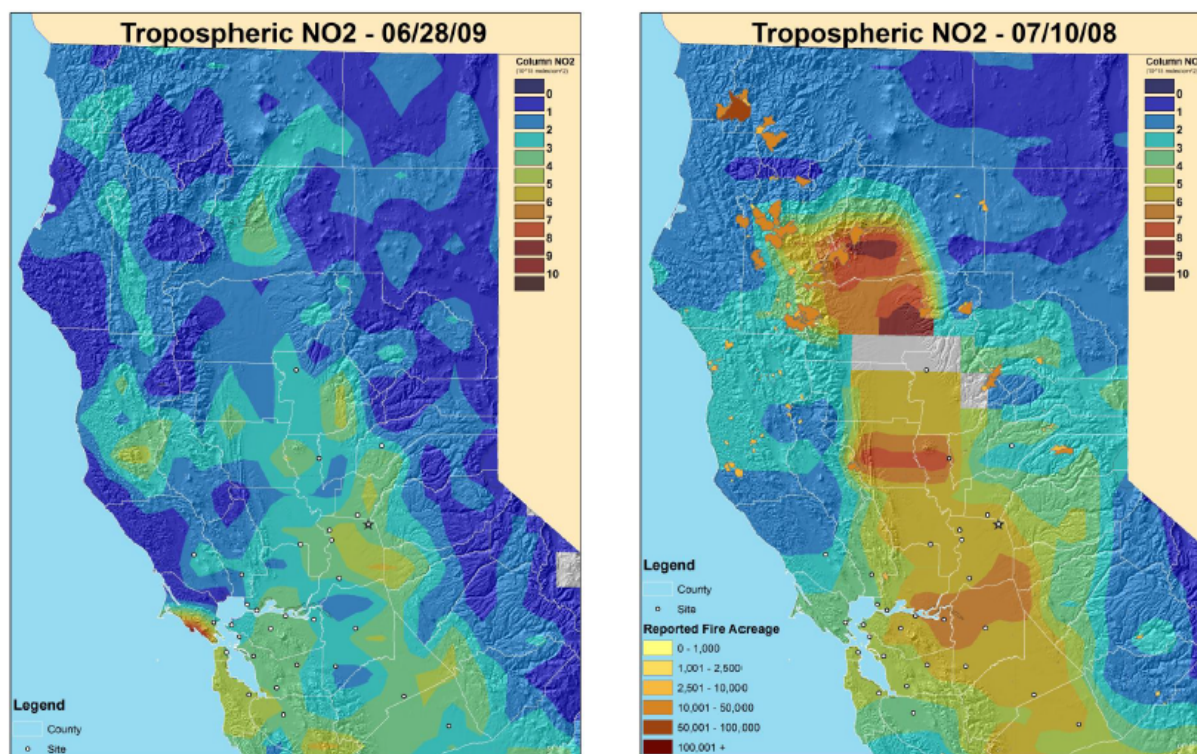 Tropospheric NO2 - 06/28/09
Column NO2
0
1
2
3
4
5
6
7
8
9
10
Legend
County
Site
Tropospheric NO2 - 07/10/08
Column NO2
0
1
2
3
4
5
6
7
8
9
10
Legend
County
Site
Reported Fire Acreage
0 - 1,000
1,001 - 2,500
2,501 - 10,000
10,001 - 50,000
50,001 - 100,000
100,001 +